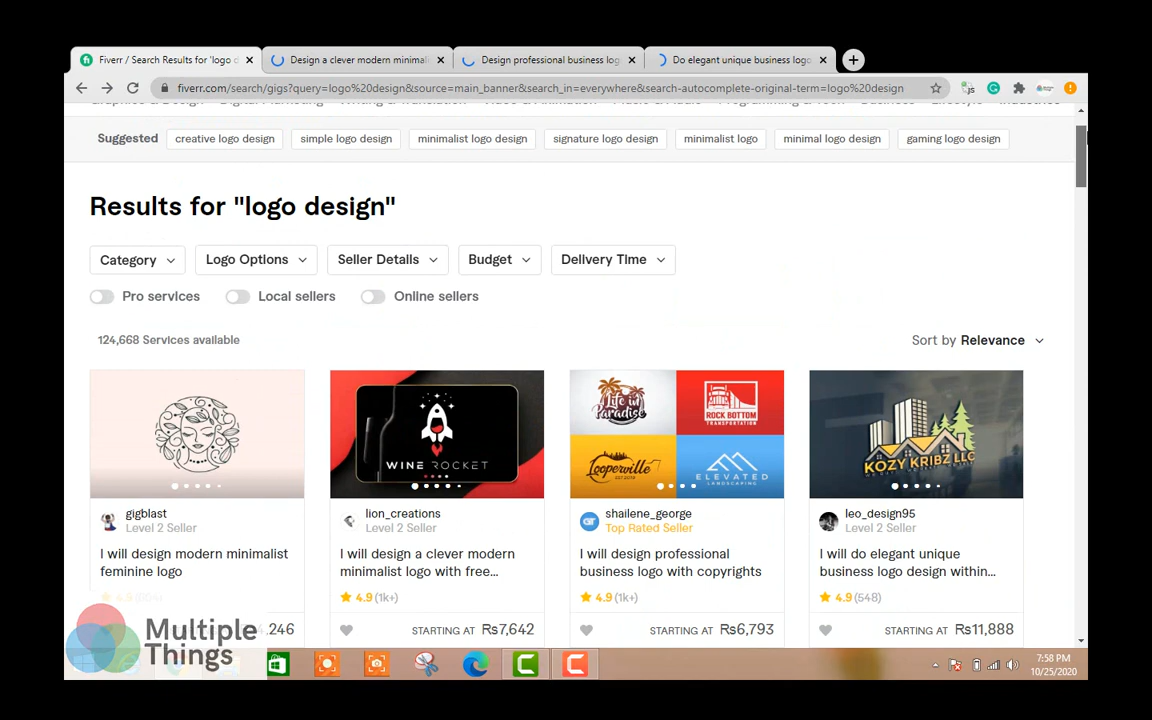 Fiverr / Search Results for 'logo d
Design a clever modern minimal
Design professional business log
Do elegant unique business logo
fiverr.com/search/gigs?query=logo%20design&source=main_banner&search_in=everywhere&search-autocomplete-original-term=logo%20design
Suggested
creative logo design
simple logo design
minimalist logo design
signature logo design
minimalist logo
minimal logo design
gaming logo design
Results for "logo design"
Category
Logo Options
Seller Details
Budget
Delivery Time
Pro services
Local sellers
Online sellers
124,668 Services available
Sort by Relevance
WINE ROCKET
Life in
Paradise
ROCK BOTTOM
TRANSPORTATION
Looperville
ELEVATED
LANDSCAPING
KOZY KRIBZ LLC
gigblast
Level 2 Seller
I will design modern minimalist
feminine logo
4.9
4,246
lion_creations
Level 2 Seller
I will design a clever modern
minimalist logo with free...
4.9 (1k+)
STARTING AT ₨7,642
shailene_george
Top Rated Seller
I will design professional
business logo with copyrights
4.9 (1k+)
STARTING AT ₨6,793
leo_design95
Level 2 Seller
I will do elegant unique
business logo design within...
4.9 (548)
STARTING AT ₨11,888
Multiple
Things
7:58 PM
10/25/2020